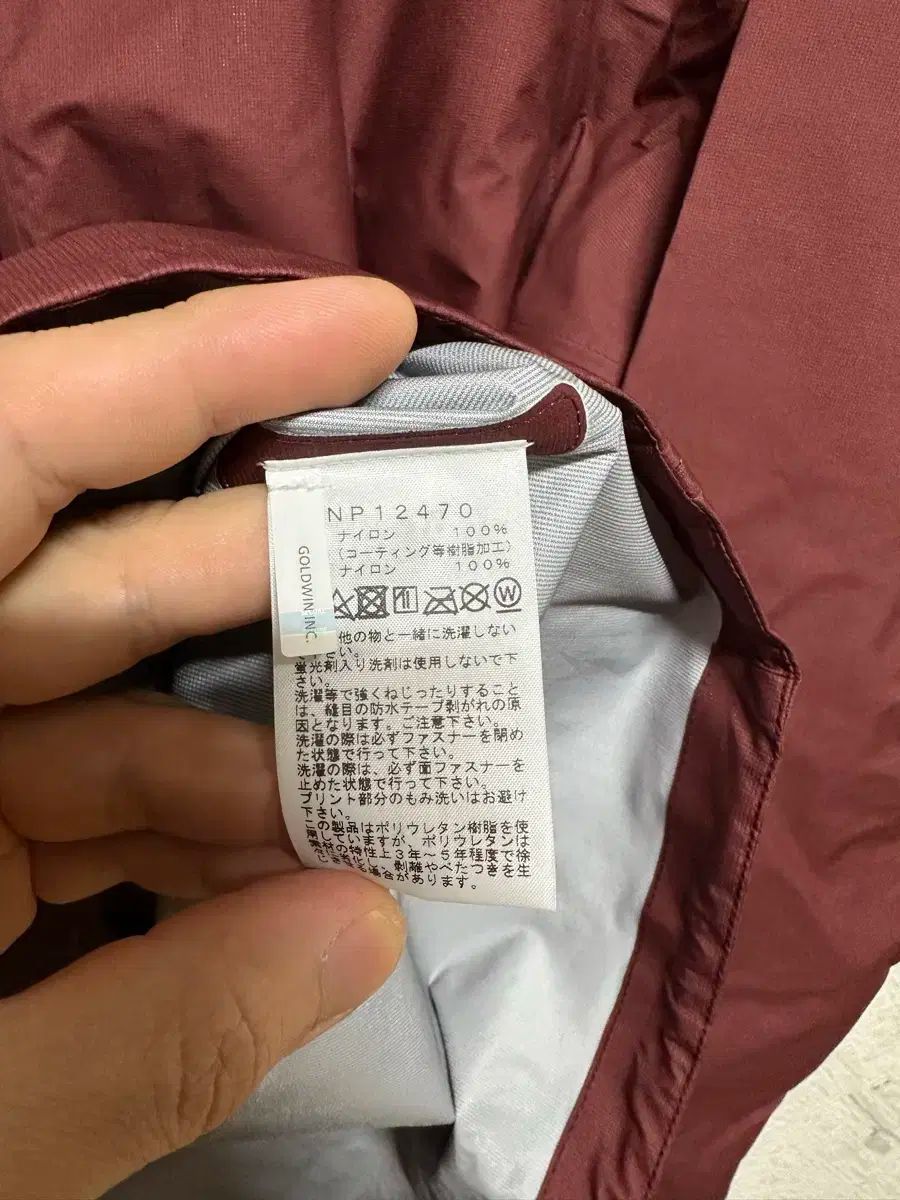 NP12470
ナイロン 100%
(コーティング等樹脂加工)
ナイロン 100%
GOLDWIN INC.
他の物と一緒に洗濯しない
さい。
蛍光剤入り洗剤は使用しないで下
さい。
洗濯等で強くねじったりすること
は、縫目の防水テープ剥がれの原
因となります。ご注意下さい。
洗濯の際は必ずファスナーを閉め
た状態で行って下さい。
洗濯の際は、必ず面ファスナーを
止めた状態で行って下さい。
プリント部分のもみ洗いはお避け
下さい。
この製品はポリウレタン樹脂を使
用していますが、ポリウレタンは
素材の特性上3年～5年程度で徐
剥離やべたつきを生
場合があります。